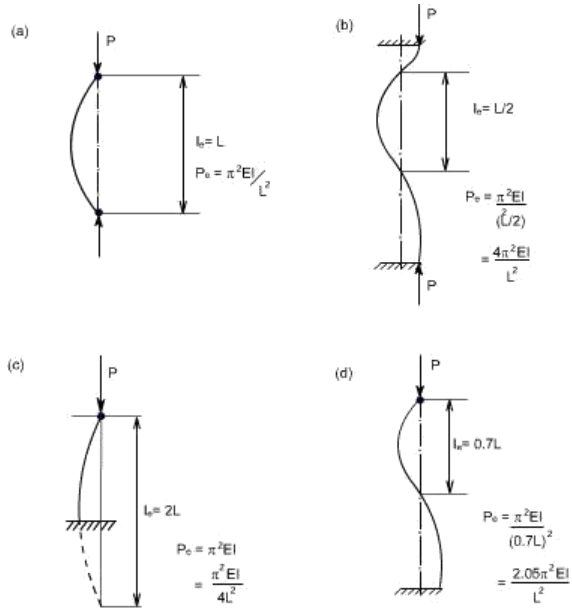 (a)
P
lₑ= L
Pₑ = π²EI/L²
(b)
P
lₑ= L/2
Pₑ = π²EI
(L/2)²
= 4π²EI
L²
P
(c)
P
lₑ= 2L
Pₑ = π²EI
= π²EI
4L²
(d)
P
lₑ= 0.7L
Pₑ = π²EI
(0.7L)²
= 2.05π²EI
L²